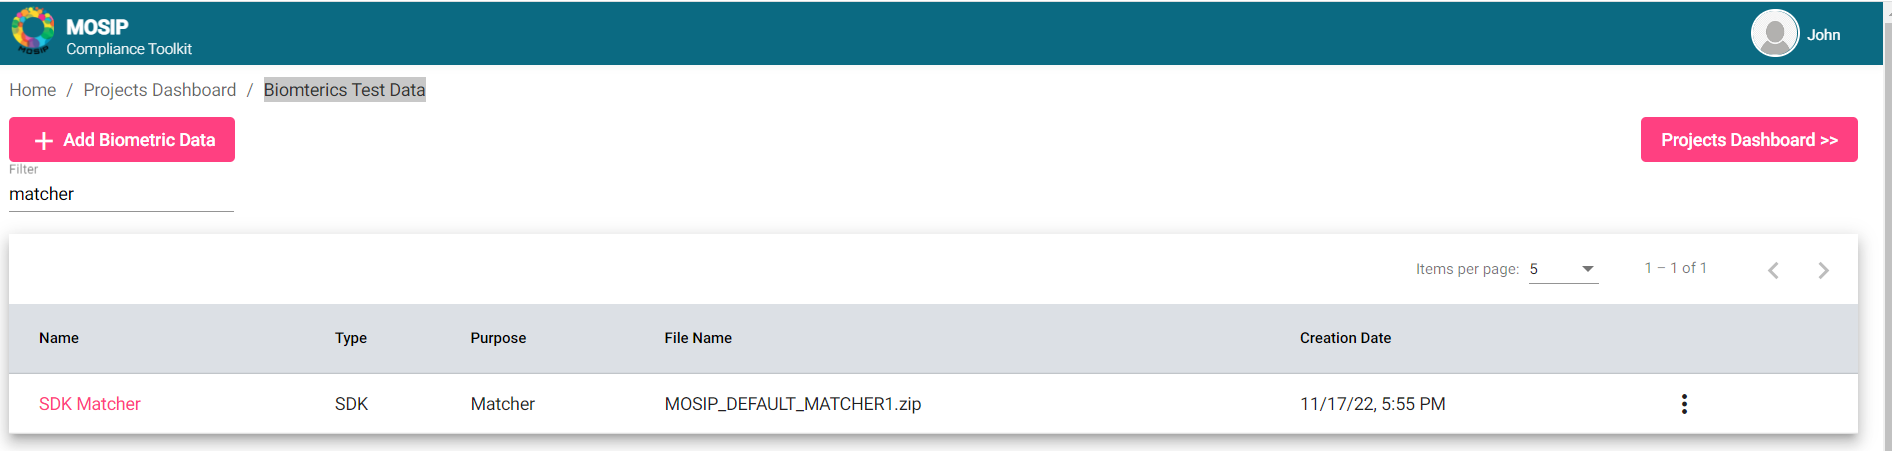 MOSIP
Compliance Toolkit
MOSIP
John
Home / Projects Dashboard / Biomterics Test Data
+ Add Biometric Data
Projects Dashboard >>
Filter
matcher
Items per page: 5 1 – 1 of 1
Name Type Purpose File Name Creation Date
SDK Matcher SDK Matcher MOSIP_DEFAULT_MATCHER1.zip 11/17/22, 5:55 PM